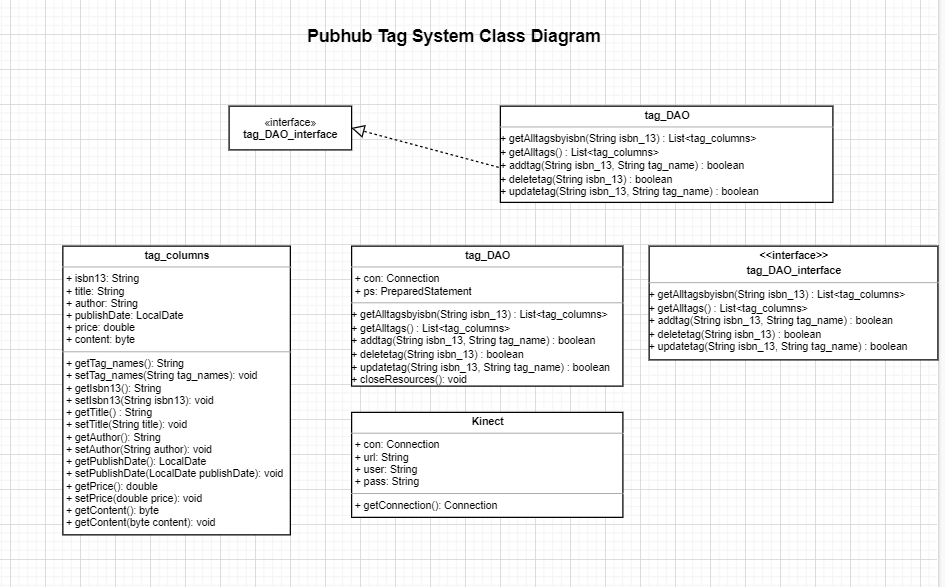 Pubhub Tag System Class Diagram
«interface»
tag_DAO_interface
tag_DAO
+ getAlltagsbyisbn(String isbn_13) : List<tag_columns>
+ getAlltags() : List<tag_columns>
+ addtag(String isbn_13, String tag_name) : boolean
+ deletetag(String isbn_13) : boolean
+ updatetag(String isbn_13, String tag_name) : boolean
tag_columns
+ isbn13: String
+ title: String
+ author: String
+ publishDate: LocalDate
+ price: double
+ content: byte
+ getTag_names(): String
+ setTag_names(String tag_names): void
+ getIsbn13(): String
+ setIsbn13(String isbn13): void
+ getTitle() : String
+ setTitle(String title): void
+ getAuthor(): String
+ setAuthor(String author): void
+ getPublishDate(): LocalDate
+ setPublishDate(LocalDate publishDate): void
+ getPrice(): double
+ setPrice(double price): void
+ getContent(): byte
+ getContent(byte content): void
tag_DAO
+ con: Connection
+ ps: PreparedStatement
+ getAlltagsbyisbn(String isbn_13) : List<tag_columns>
+ getAlltags() : List<tag_columns>
+ addtag(String isbn_13, String tag_name) : boolean
+ deletetag(String isbn_13) : boolean
+ updatetag(String isbn_13, String tag_name) : boolean
+ closeResources(): void
Kinect
+ con: Connection
+ url: String
+ user: String
+ pass: String
+ getConnection(): Connection
<<interface>>
tag_DAO_interface
+ getAlltagsbyisbn(String isbn_13) : List<tag_columns>
+ getAlltags() : List<tag_columns>
+ addtag(String isbn_13, String tag_name) : boolean
+ deletetag(String isbn_13) : boolean
+ updatetag(String isbn_13, String tag_name) : boolean